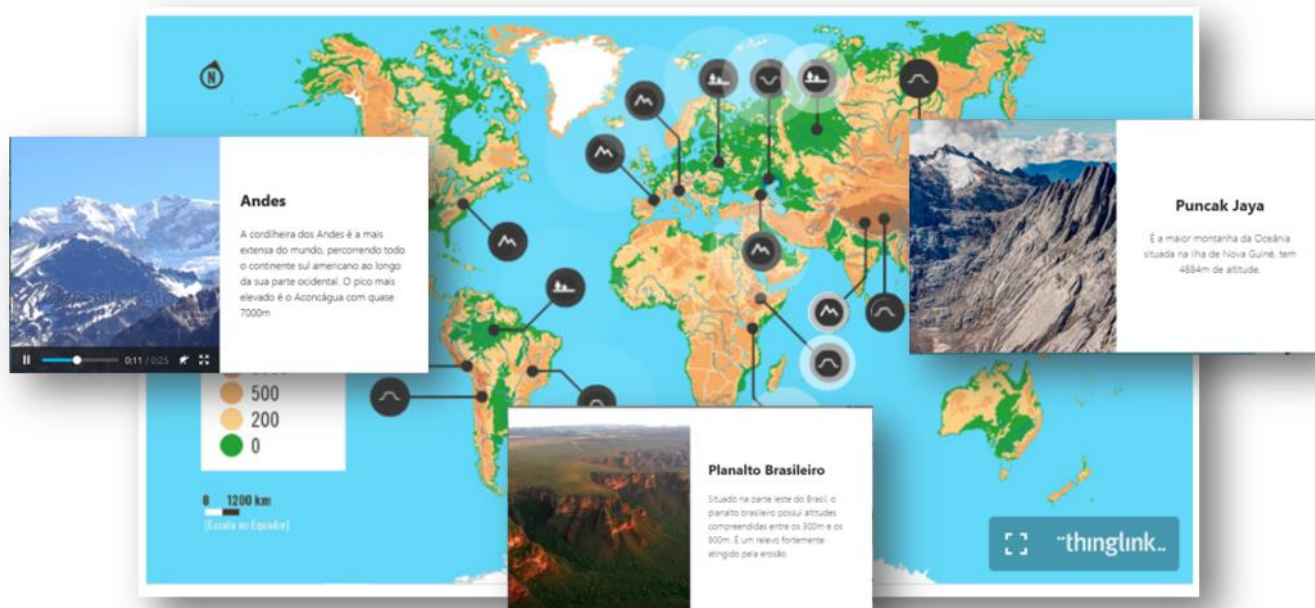 N
Andes
A cordilheira dos Andes é a mais
extensa do mundo, percorrendo todo
o continente sul americano ao longo
da sua parte ocidental. O pico mais
elevado é o Aconcágua com quase
7000m
0:11 / 0:25
Puncak Jaya
É a maior montanha da Oceânia
situada na ilha de Nova Guiné, tem
4884m de altitude.
500
200
0
0 1200 km
(Escala no Equador)
Planalto Brasileiro
Situado na parte leste do Brasil, o
planalto brasileiro possui altitudes
compreendidas entre os 300m e os
900m. É um relevo fortemente
atingido pela erosão.
thinglink..